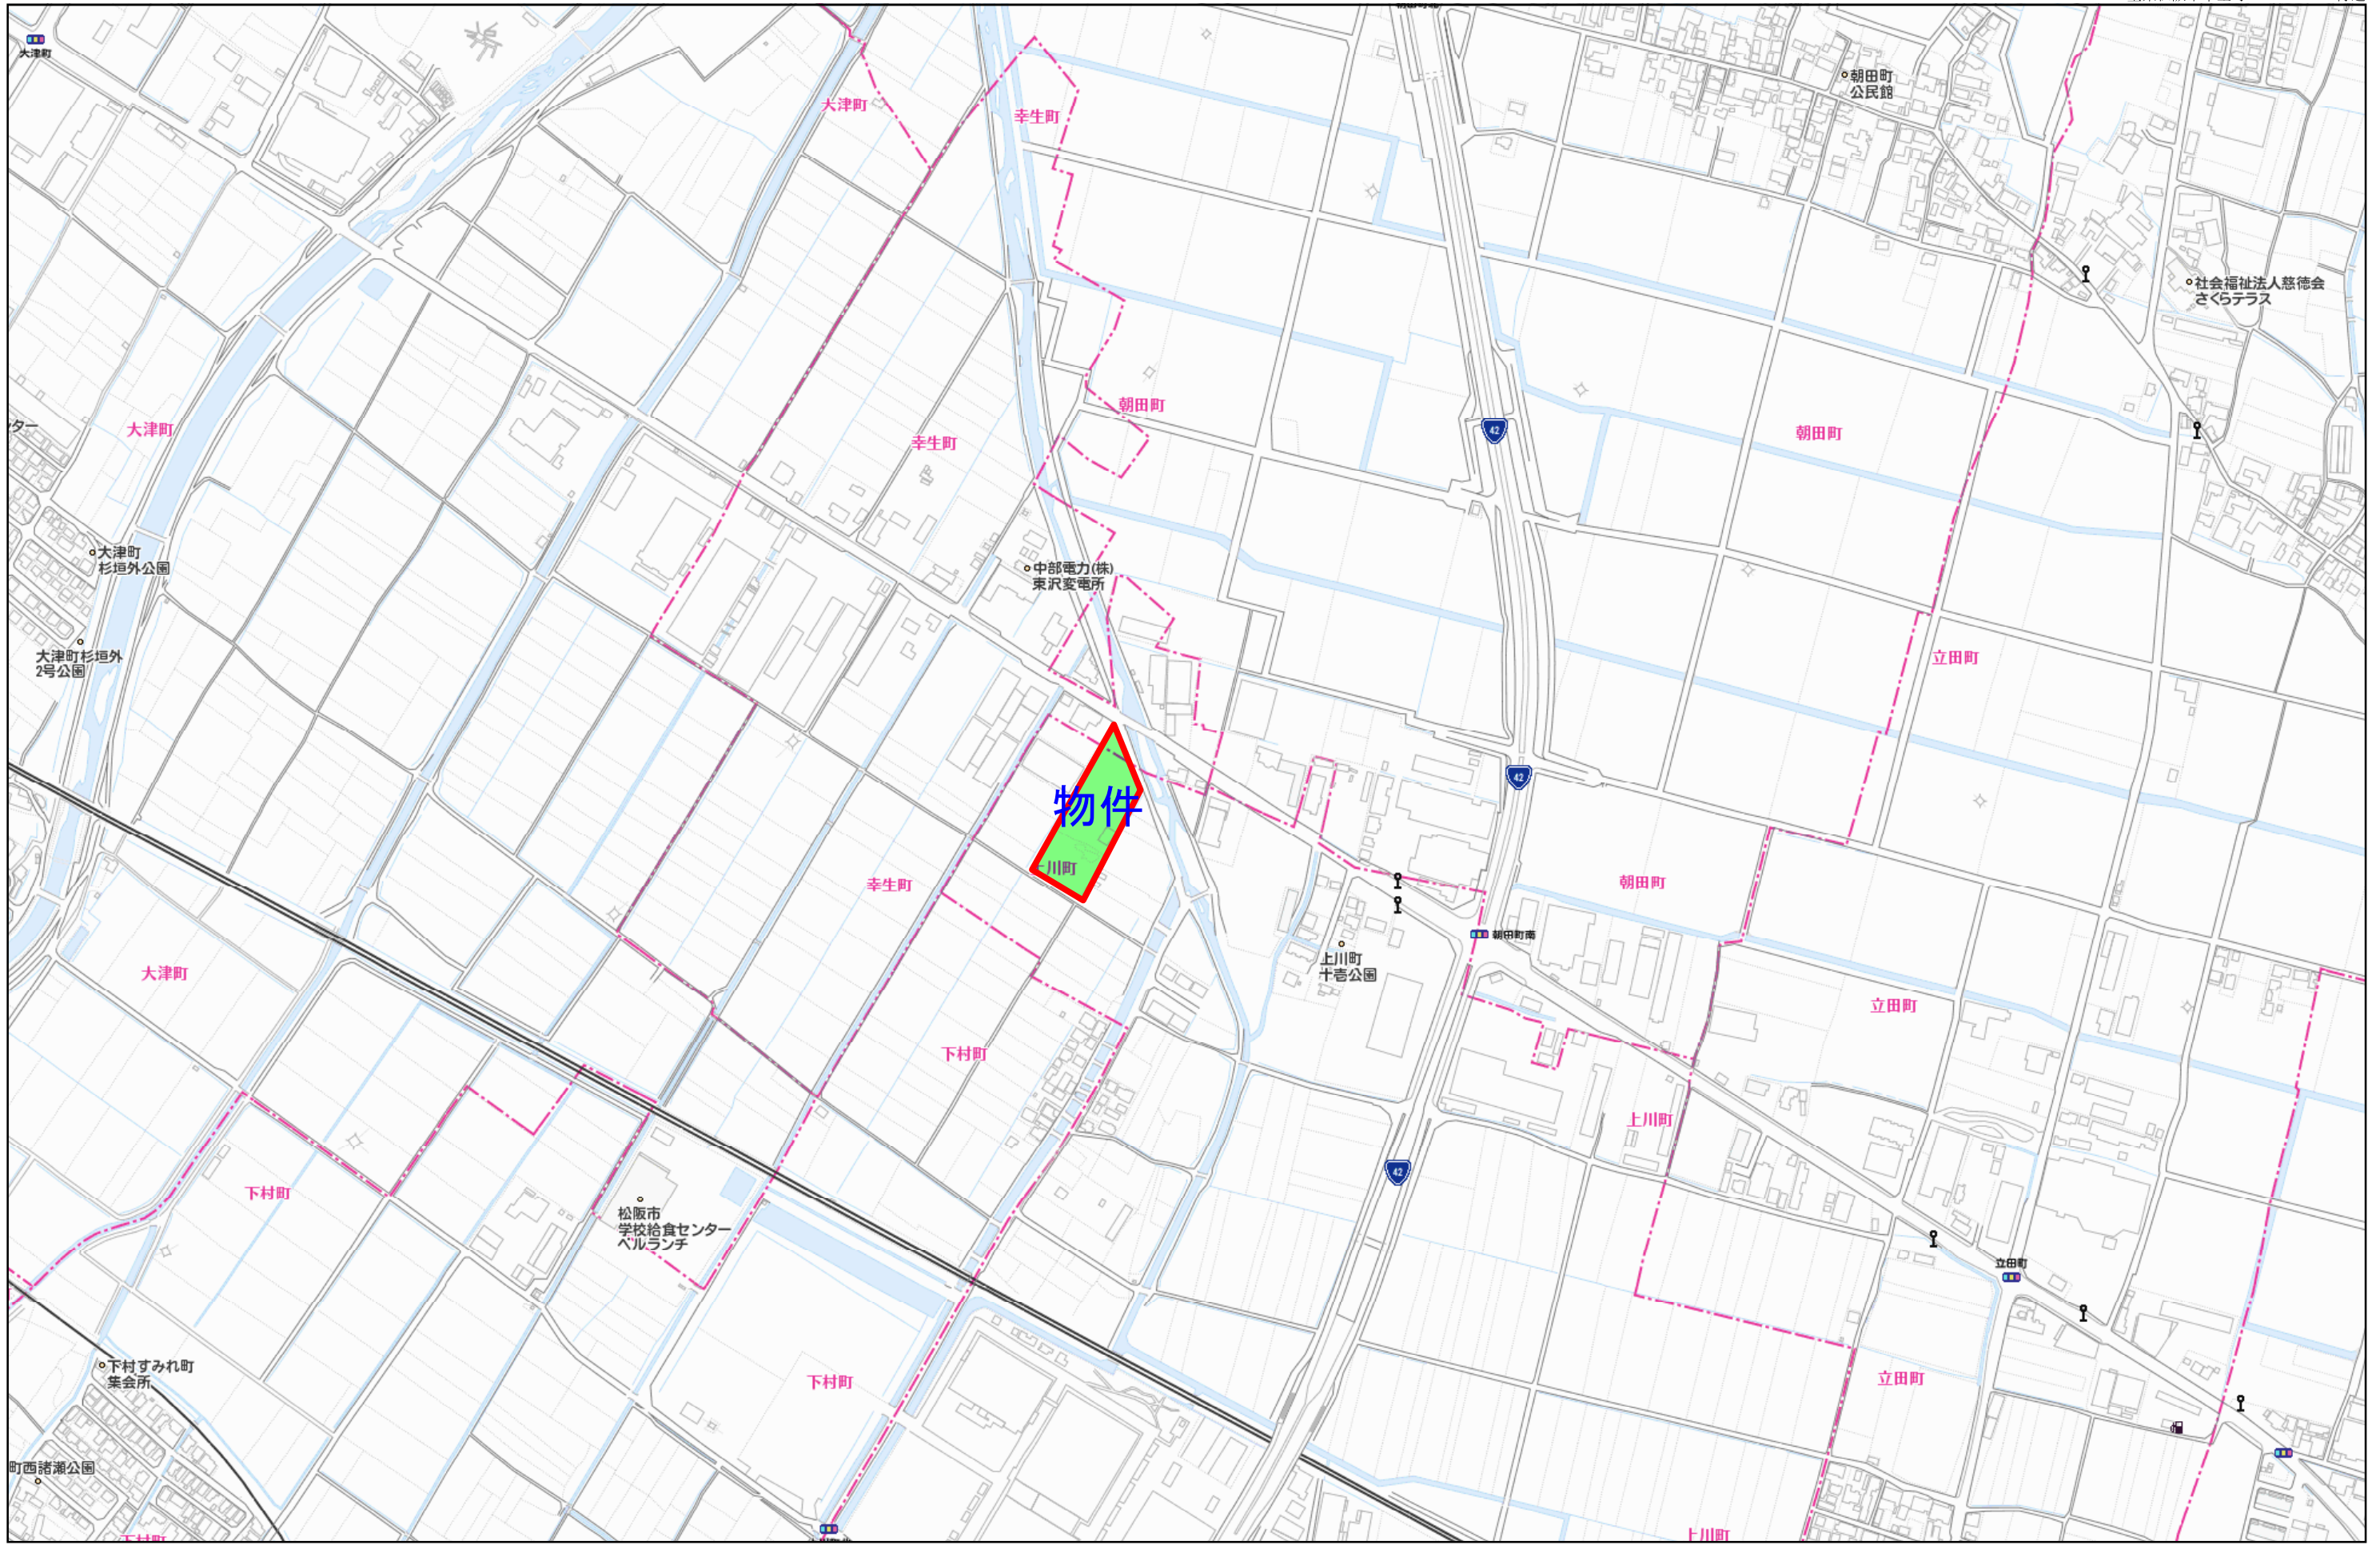 大津町
朝田町
公民館
大津町
幸生町
社会福祉法人慈徳会
さくらテラス
朝田町
大津町
幸生町
42
朝田町
大津町
杉垣外公園
中部電力(株)
東沢変電所
大津町杉垣外
2号公園
立田町
42
物件
川町
幸生町
朝田町
朝田町南
上川町
十壱公園
大津町
立田町
下村町
上川町
42
下村町
松阪市
学校給食センター
ベルランチ
立田町
下村すみれ町
集会所
下村町
立田町
町西諸瀬公園
下村町
上川町